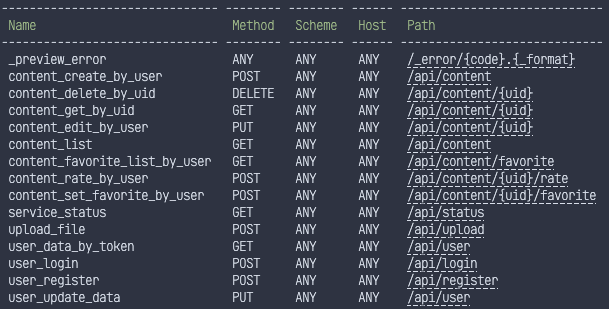 Name Method Scheme Host Path
_preview_error ANY ANY ANY /_error/{code}.{_format}
content_create_by_user POST ANY ANY /api/content
content_delete_by_uid DELETE ANY ANY /api/content/{uid}
content_get_by_uid GET ANY ANY /api/content/{uid}
content_edit_by_user PUT ANY ANY /api/content/{uid}
content_list GET ANY ANY /api/content
content_favorite_list_by_user GET ANY ANY /api/content/favorite
content_rate_by_user POST ANY ANY /api/content/{uid}/rate
content_set_favorite_by_user POST ANY ANY /api/content/{uid}/favorite
service_status GET ANY ANY /api/status
upload_file POST ANY ANY /api/upload
user_data_by_token GET ANY ANY /api/user
user_login POST ANY ANY /api/login
user_register POST ANY ANY /api/register
user_update_data PUT ANY ANY /api/user